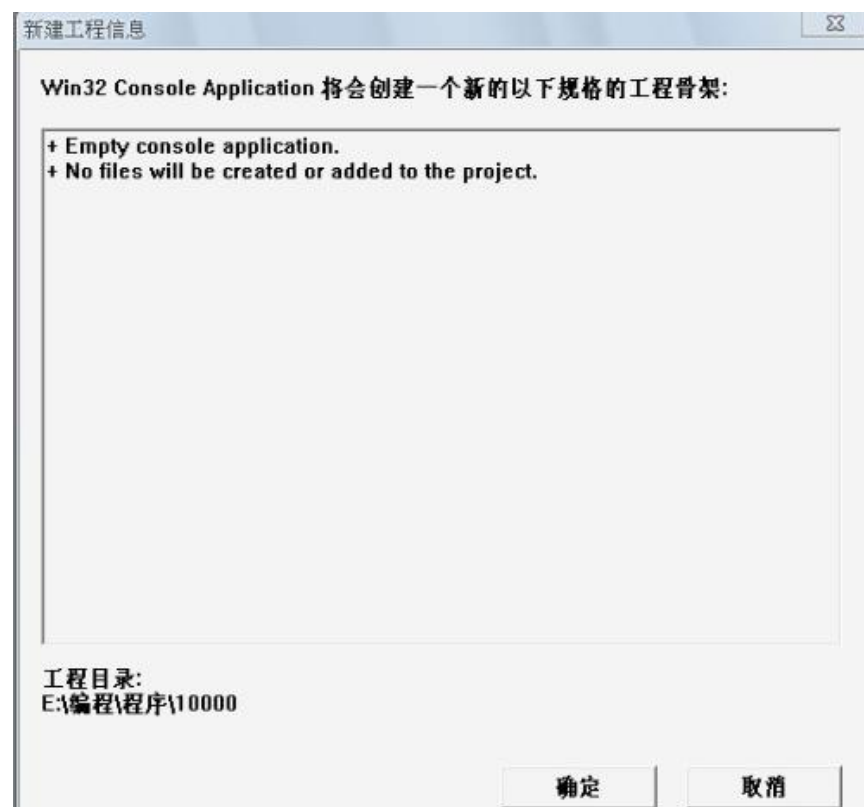 新建工程信息
Win32 Console Application 将会创建一个新的以下规格的工程骨架:
+ Empty console application.
+ No files will be created or added to the project.
工程目录:
E:\编程\程序\10000
确定
取消